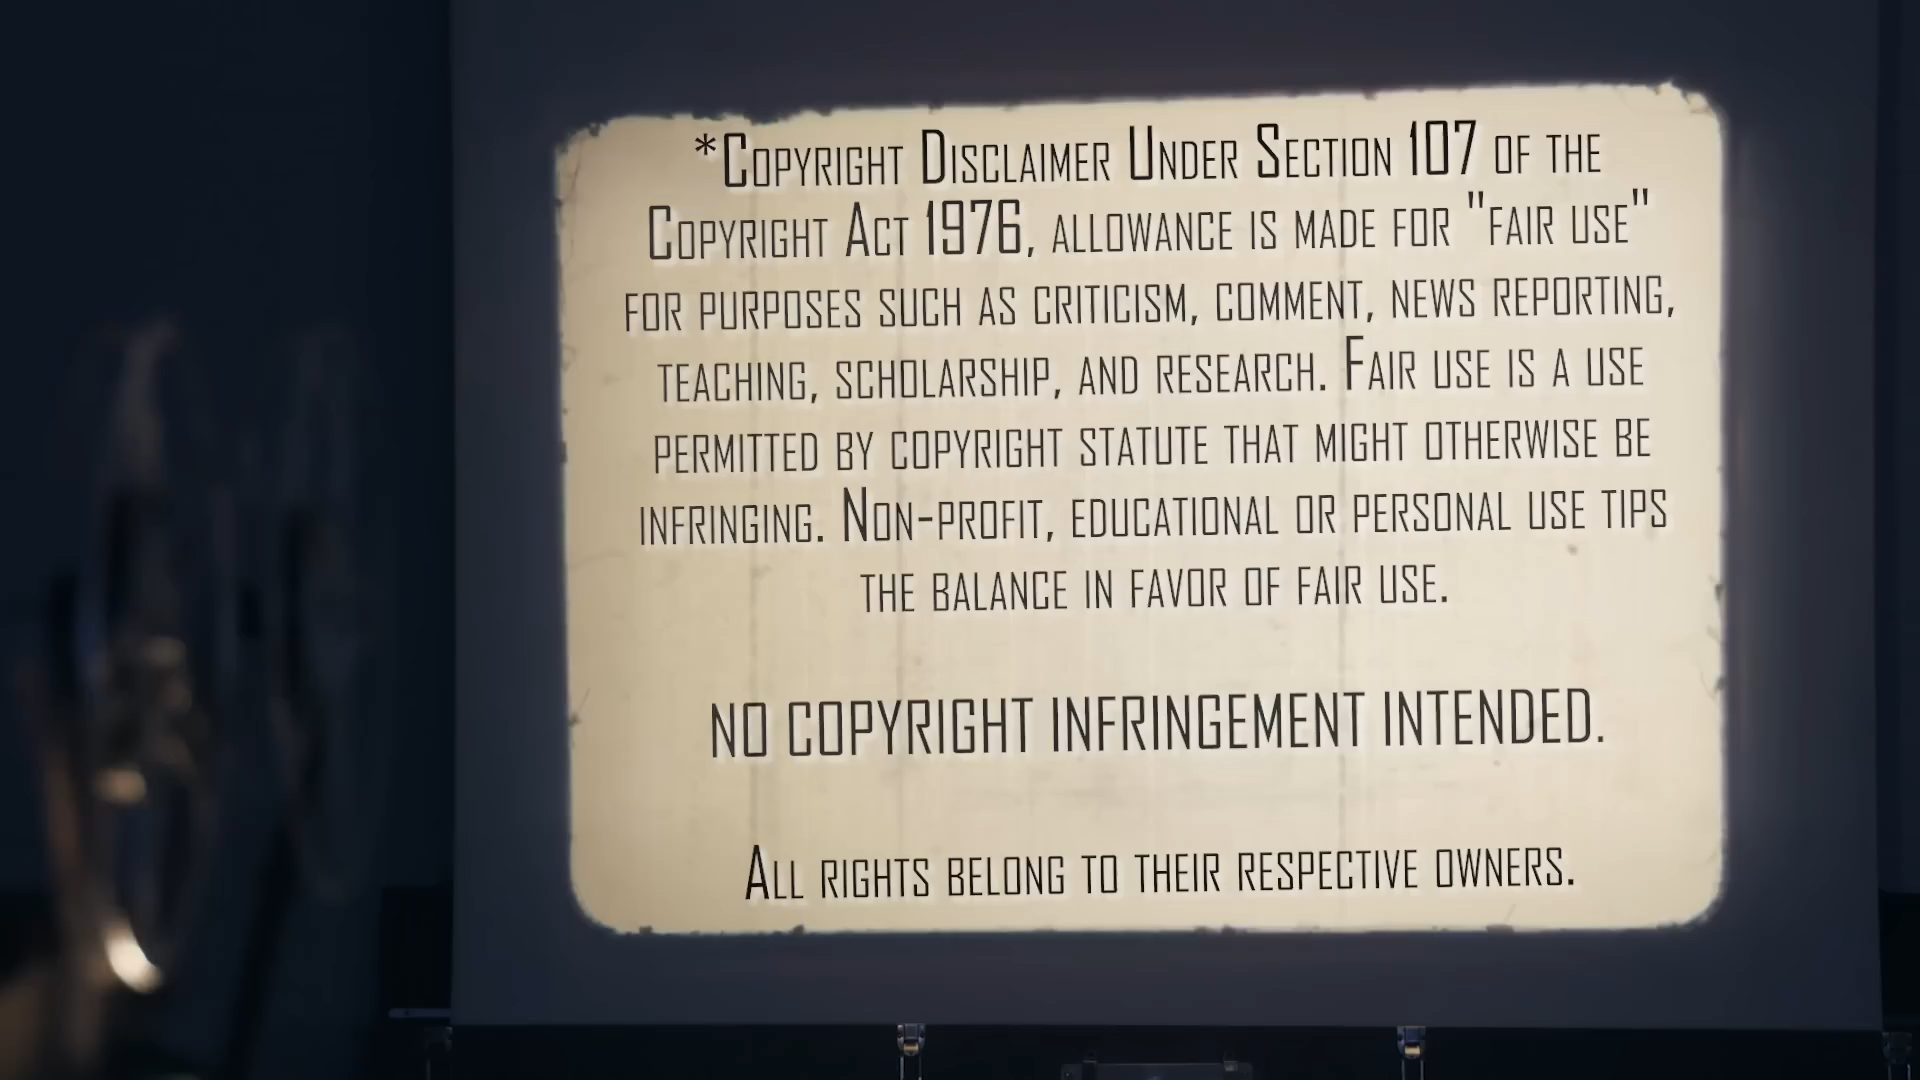 *Copyright Disclaimer Under Section 107 of the
Copyright Act 1976, allowance is made for "fair use"
for purposes such as criticism, comment, news reporting,
teaching, scholarship, and research. Fair use is a use
permitted by copyright statute that might otherwise be
infringing. Non-profit, educational or personal use tips
the balance in favor of fair use.
NO COPYRIGHT INFRINGEMENT INTENDED.
All rights belong to their respective owners.